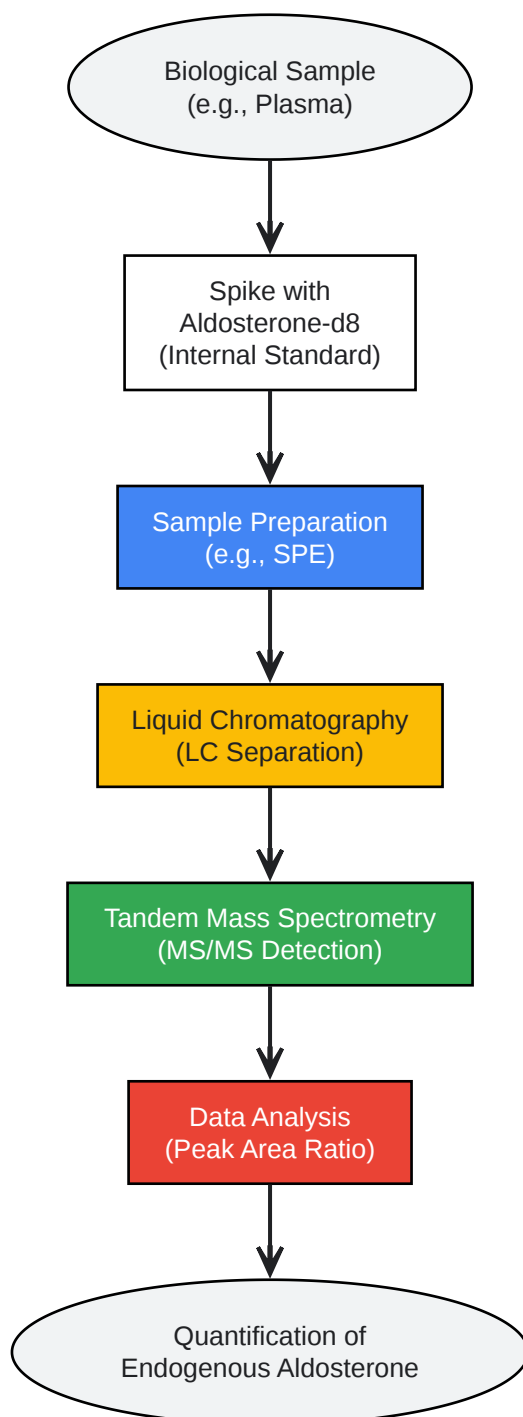 Biological Sample
(e.g., Plasma)
Spike with
Aldosterone-d8
(Internal Standard)
Sample Preparation
(e.g., SPE)
Liquid Chromatography
(LC Separation)
Tandem Mass Spectrometry
(MS/MS Detection)
Data Analysis
(Peak Area Ratio)
Quantification of
Endogenous Aldosterone